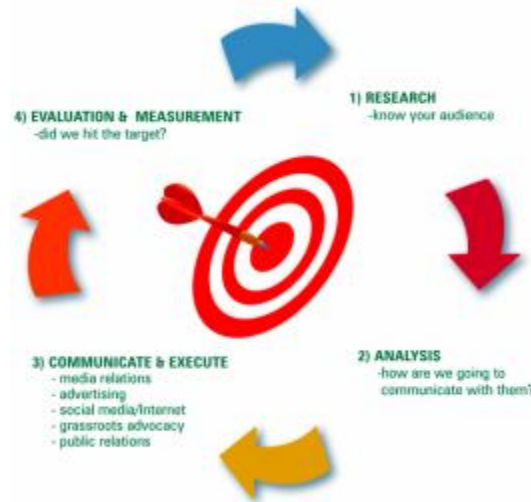 1) RESEARCH
-know your audience
2) ANALYSIS
-how are we going to
communicate with them?
3) COMMUNICATE & EXECUTE
- media relations
- advertising
- social media/Internet
- grassroots advocacy
- public relations
4) EVALUATION & MEASUREMENT
-did we hit the target?